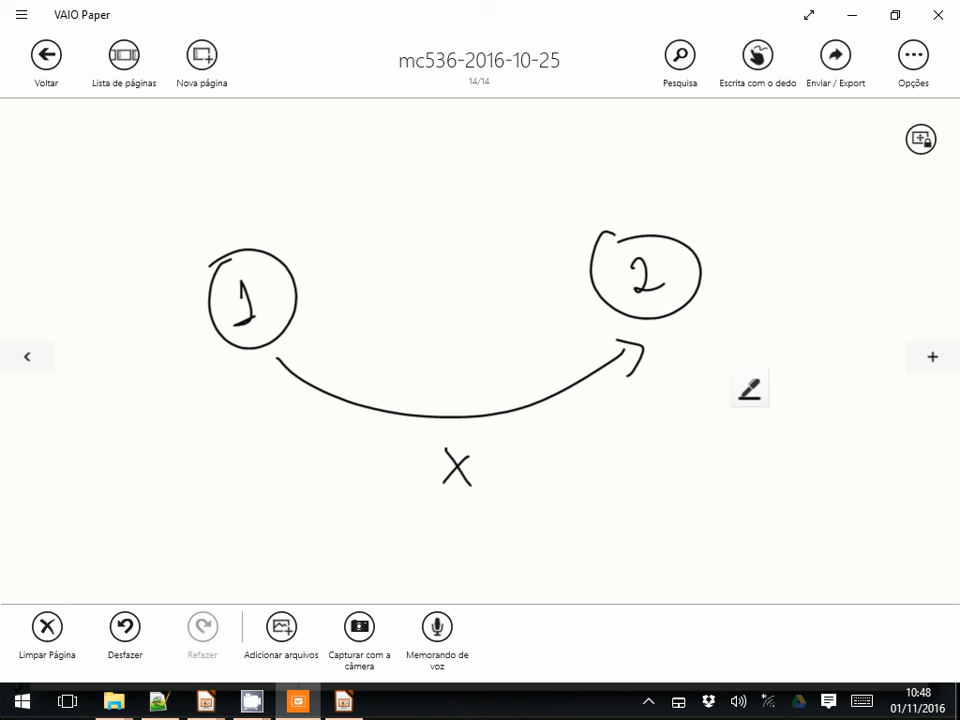 VAIO Paper
Voltar
Lista de páginas
Nova página
mc536-2016-10-25
14/14
Pesquisa
Escrita com o dedo
Enviar / Export
Opções
1
2
X
Limpar Página
Desfazer
Refazer
Adicionar arquivos
Capturar com a
câmera
Memorando de
voz
10:48
01/11/2016